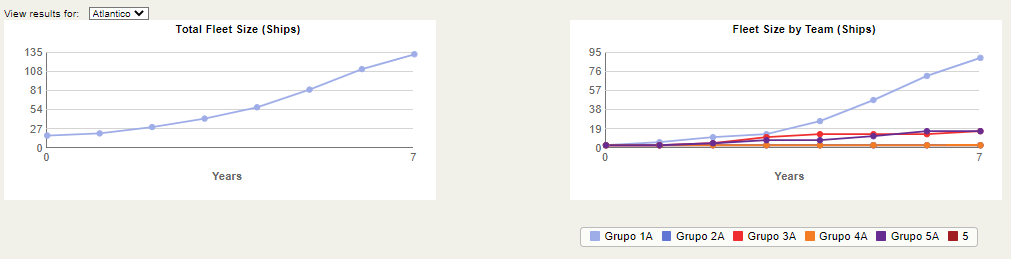 View results for: Atlantico
Total Fleet Size (Ships)
135
108
81
54
27
0
0 7
Years
Fleet Size by Team (Ships)
95
76
57
38
19
0
0 7
Years
Grupo 1A Grupo 2A Grupo 3A Grupo 4A Grupo 5A 5